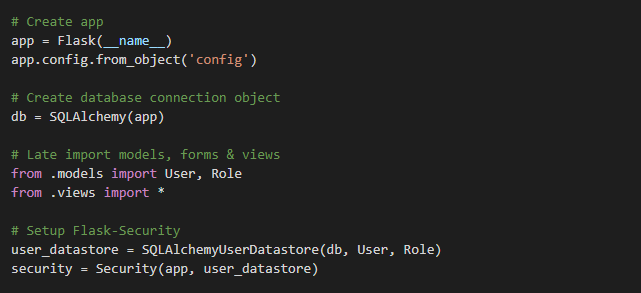 # Create app
app = Flask(__name__)
app.config.from_object('config')
# Create database connection object
db = SQLAlchemy(app)
# Late import models, forms & views
from .models import User, Role
from .views import *
# Setup Flask-Security
user_datastore = SQLAlchemyUserDatastore(db, User, Role)
security = Security(app, user_datastore)